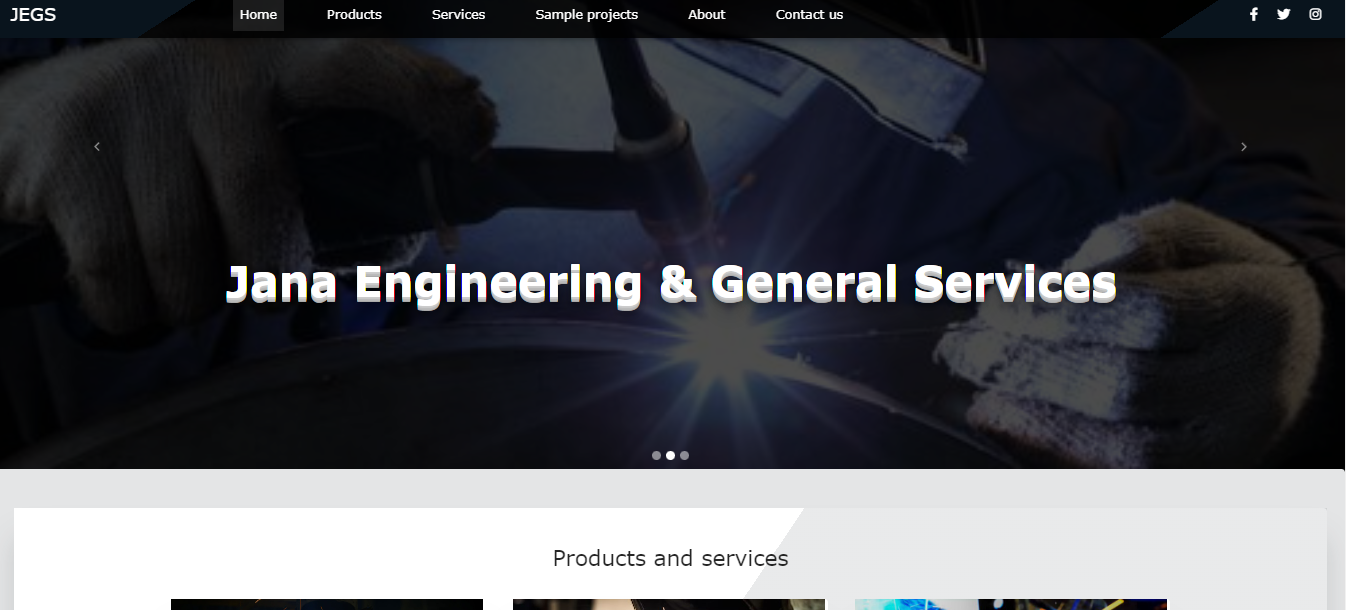 JEGS
Home Products Services Sample projects About Contact us
Jana Engineering & General Services
Products and services